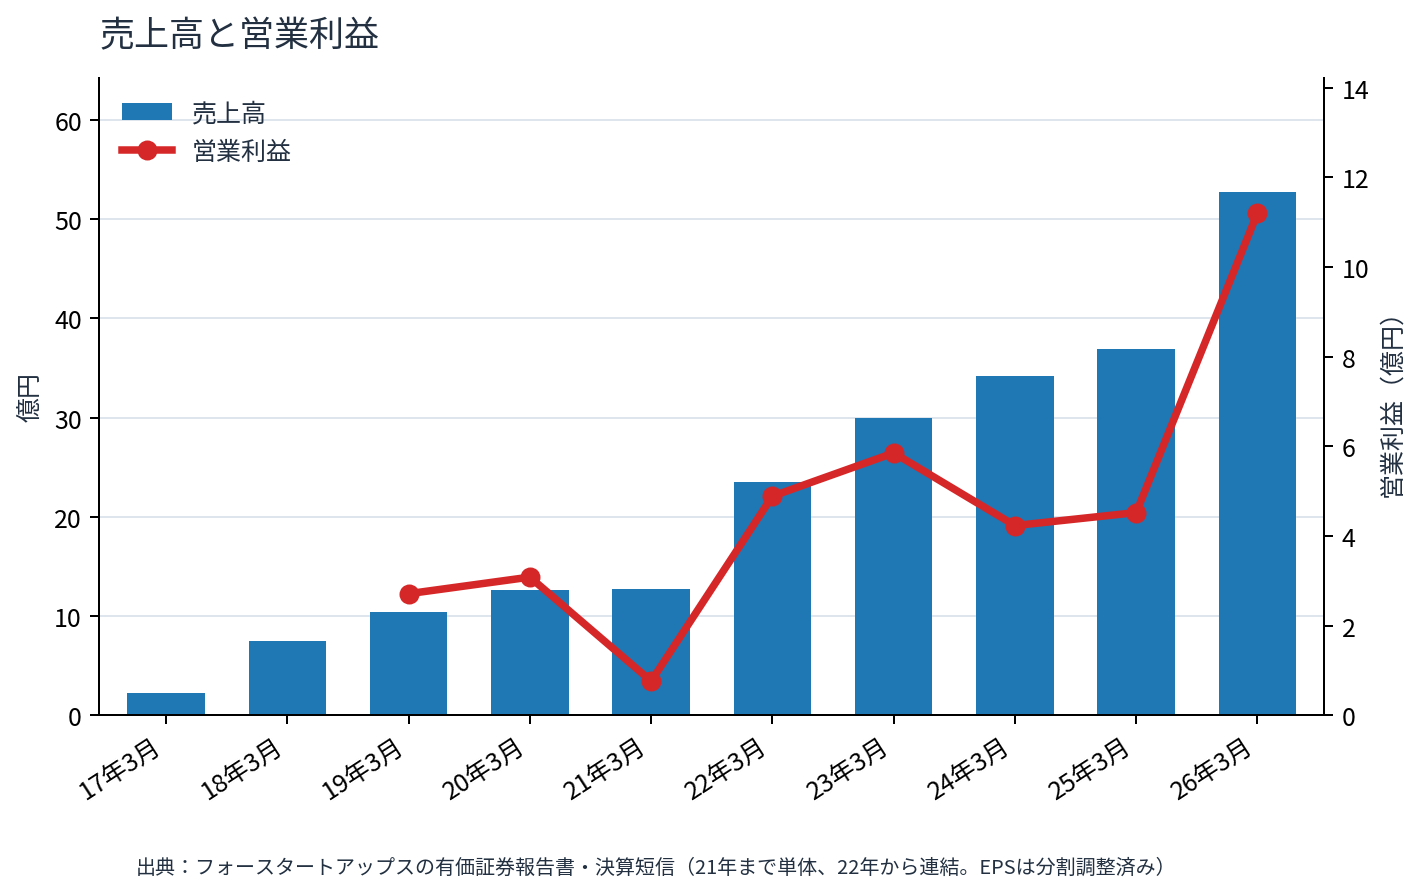 売上高と営業利益
売上高
営業利益
60
50
40
30
20
10
0
億円
14
12
10
8
6
4
2
0
営業利益（億円）
17年3月
18年3月
19年3月
20年3月
21年3月
22年3月
23年3月
24年3月
25年3月
26年3月
出典：フォースタートアップスの有価証券報告書・決算短信（21年まで単体、22年から連結。EPSは分割調整済み）